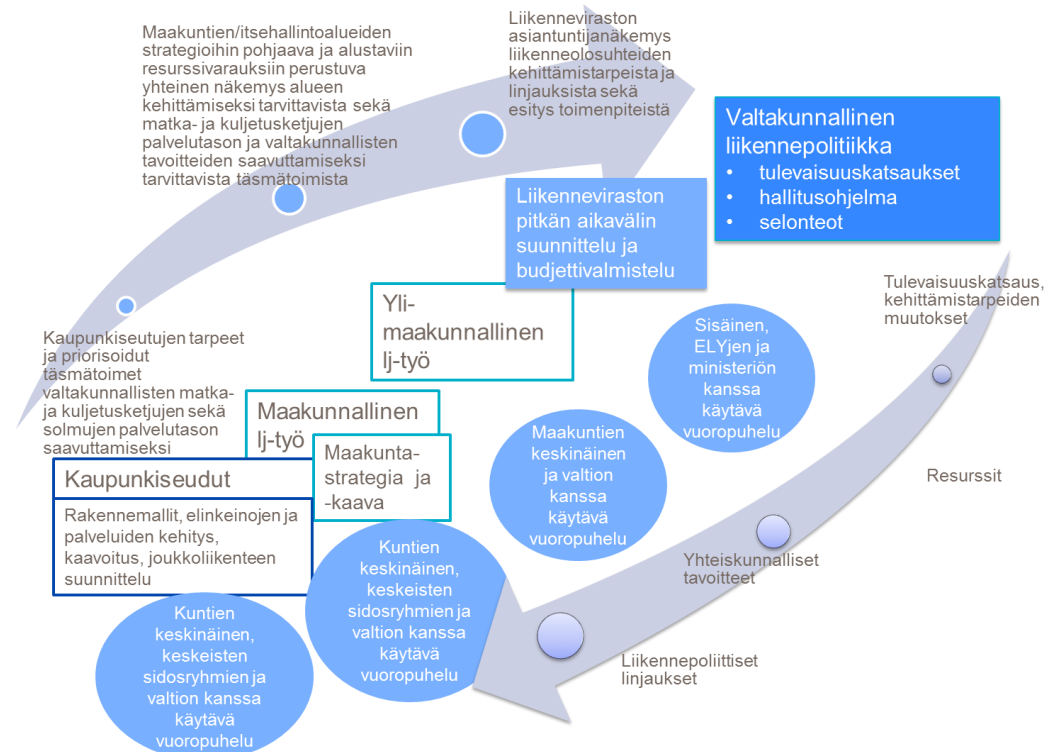 Maakuntien/itsehallintoalueiden
strategioihin pohjaava ja alustaviin
resurssivarauksiin perustuva
yhteinen näkemys alueen
kehittämiseksi tarvittavista sekä
matka- ja kuljetusketjujen
palvelutason ja valtakunnallisten
tavoitteiden saavuttamiseksi
tarvittavista täsmätoimista
Liikenneviraston
asiantuntijanäkemys
liikenneolosuhteiden
kehittämistarpeista ja
linjauksista sekä
esitys toimenpiteistä
Valtakunnallinen
liikennepolitiikka
• tulevaisuuskatsaukset
• hallitusohjelma
• selonteot
Liikenneviraston
pitkän aikavälin
suunnittelu ja
budjettivalmistelu
Tulevaisuuskatsaus,
kehittämistarpeiden
muutokset
Yli-
maakunnallinen
lj-työ
Sisäinen,
ELYjen ja
ministeriön
kanssa
käytävä
vuoropuhelu
Kaupunkiseutujen tarpeet
ja priorisoidut
täsmätoimet
valtakunnallisten matka-
ja kuljetusketjujen sekä
solmujen palvelutason
saavuttamiseksi
Maakunnallinen
lj-työ
Maakunta-
strategia ja
-kaava
Maakuntien
keskinäinen
ja valtion
kanssa
käytävä
vuoropuhelu
Resurssit
Kaupunkiseudut
Rakennemallit, elinkeinojen ja
palveluiden kehitys,
kaavoitus, joukkoliikenteen
suunnittelu
Kuntien
keskinäinen,
keskeisten
sidosryhmien ja
valtion kanssa
käytävä
vuoropuhelu
Yhteiskunnalliset
tavoitteet
Kuntien
keskinäinen,
keskeisten
sidosryhmien ja
valtion kanssa
käytävä
vuoropuhelu
Liikennepoliittiset
linjaukset